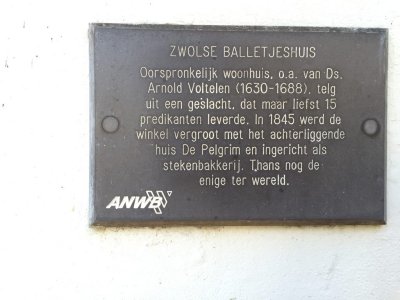 ZWOLSE BALLETJESHUIS
Oorspronkelijk woonhuis, o.a. van Ds.
Arnold Voltelen (1630-1688), telg
uit een geslacht, dat maar liefst 15
predikanten leverde. In 1845 werd de
winkel vergroot met het achterliggende
huis De Pelgrim en ingericht als
stekenbakkerij. Thans nog de
enige ter wereld.
ANWB